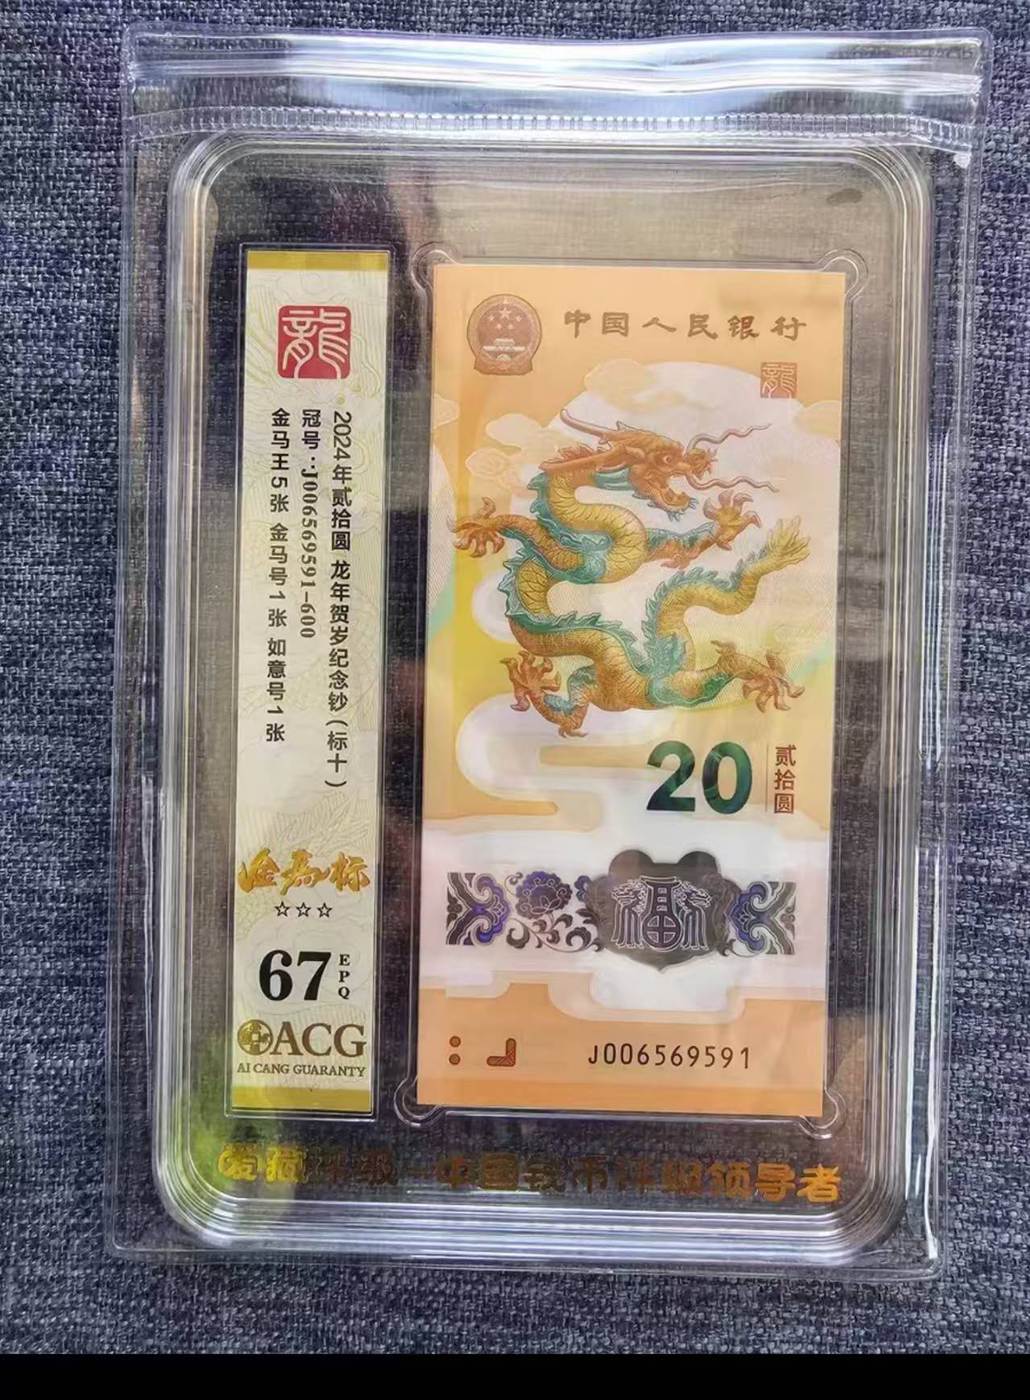 龍
2024年贰拾圆 龙年贺岁纪念钞（标十）
冠号：J006569591-600
金马王5张 金马号1张 如意号1张
金马标
☆☆☆
67
EPQ
ACG
AI CANG GUARANTY
中国人民银行
龍
20
贰拾圆
福
J006569591
爱藏评级-中国钱币评级领导者